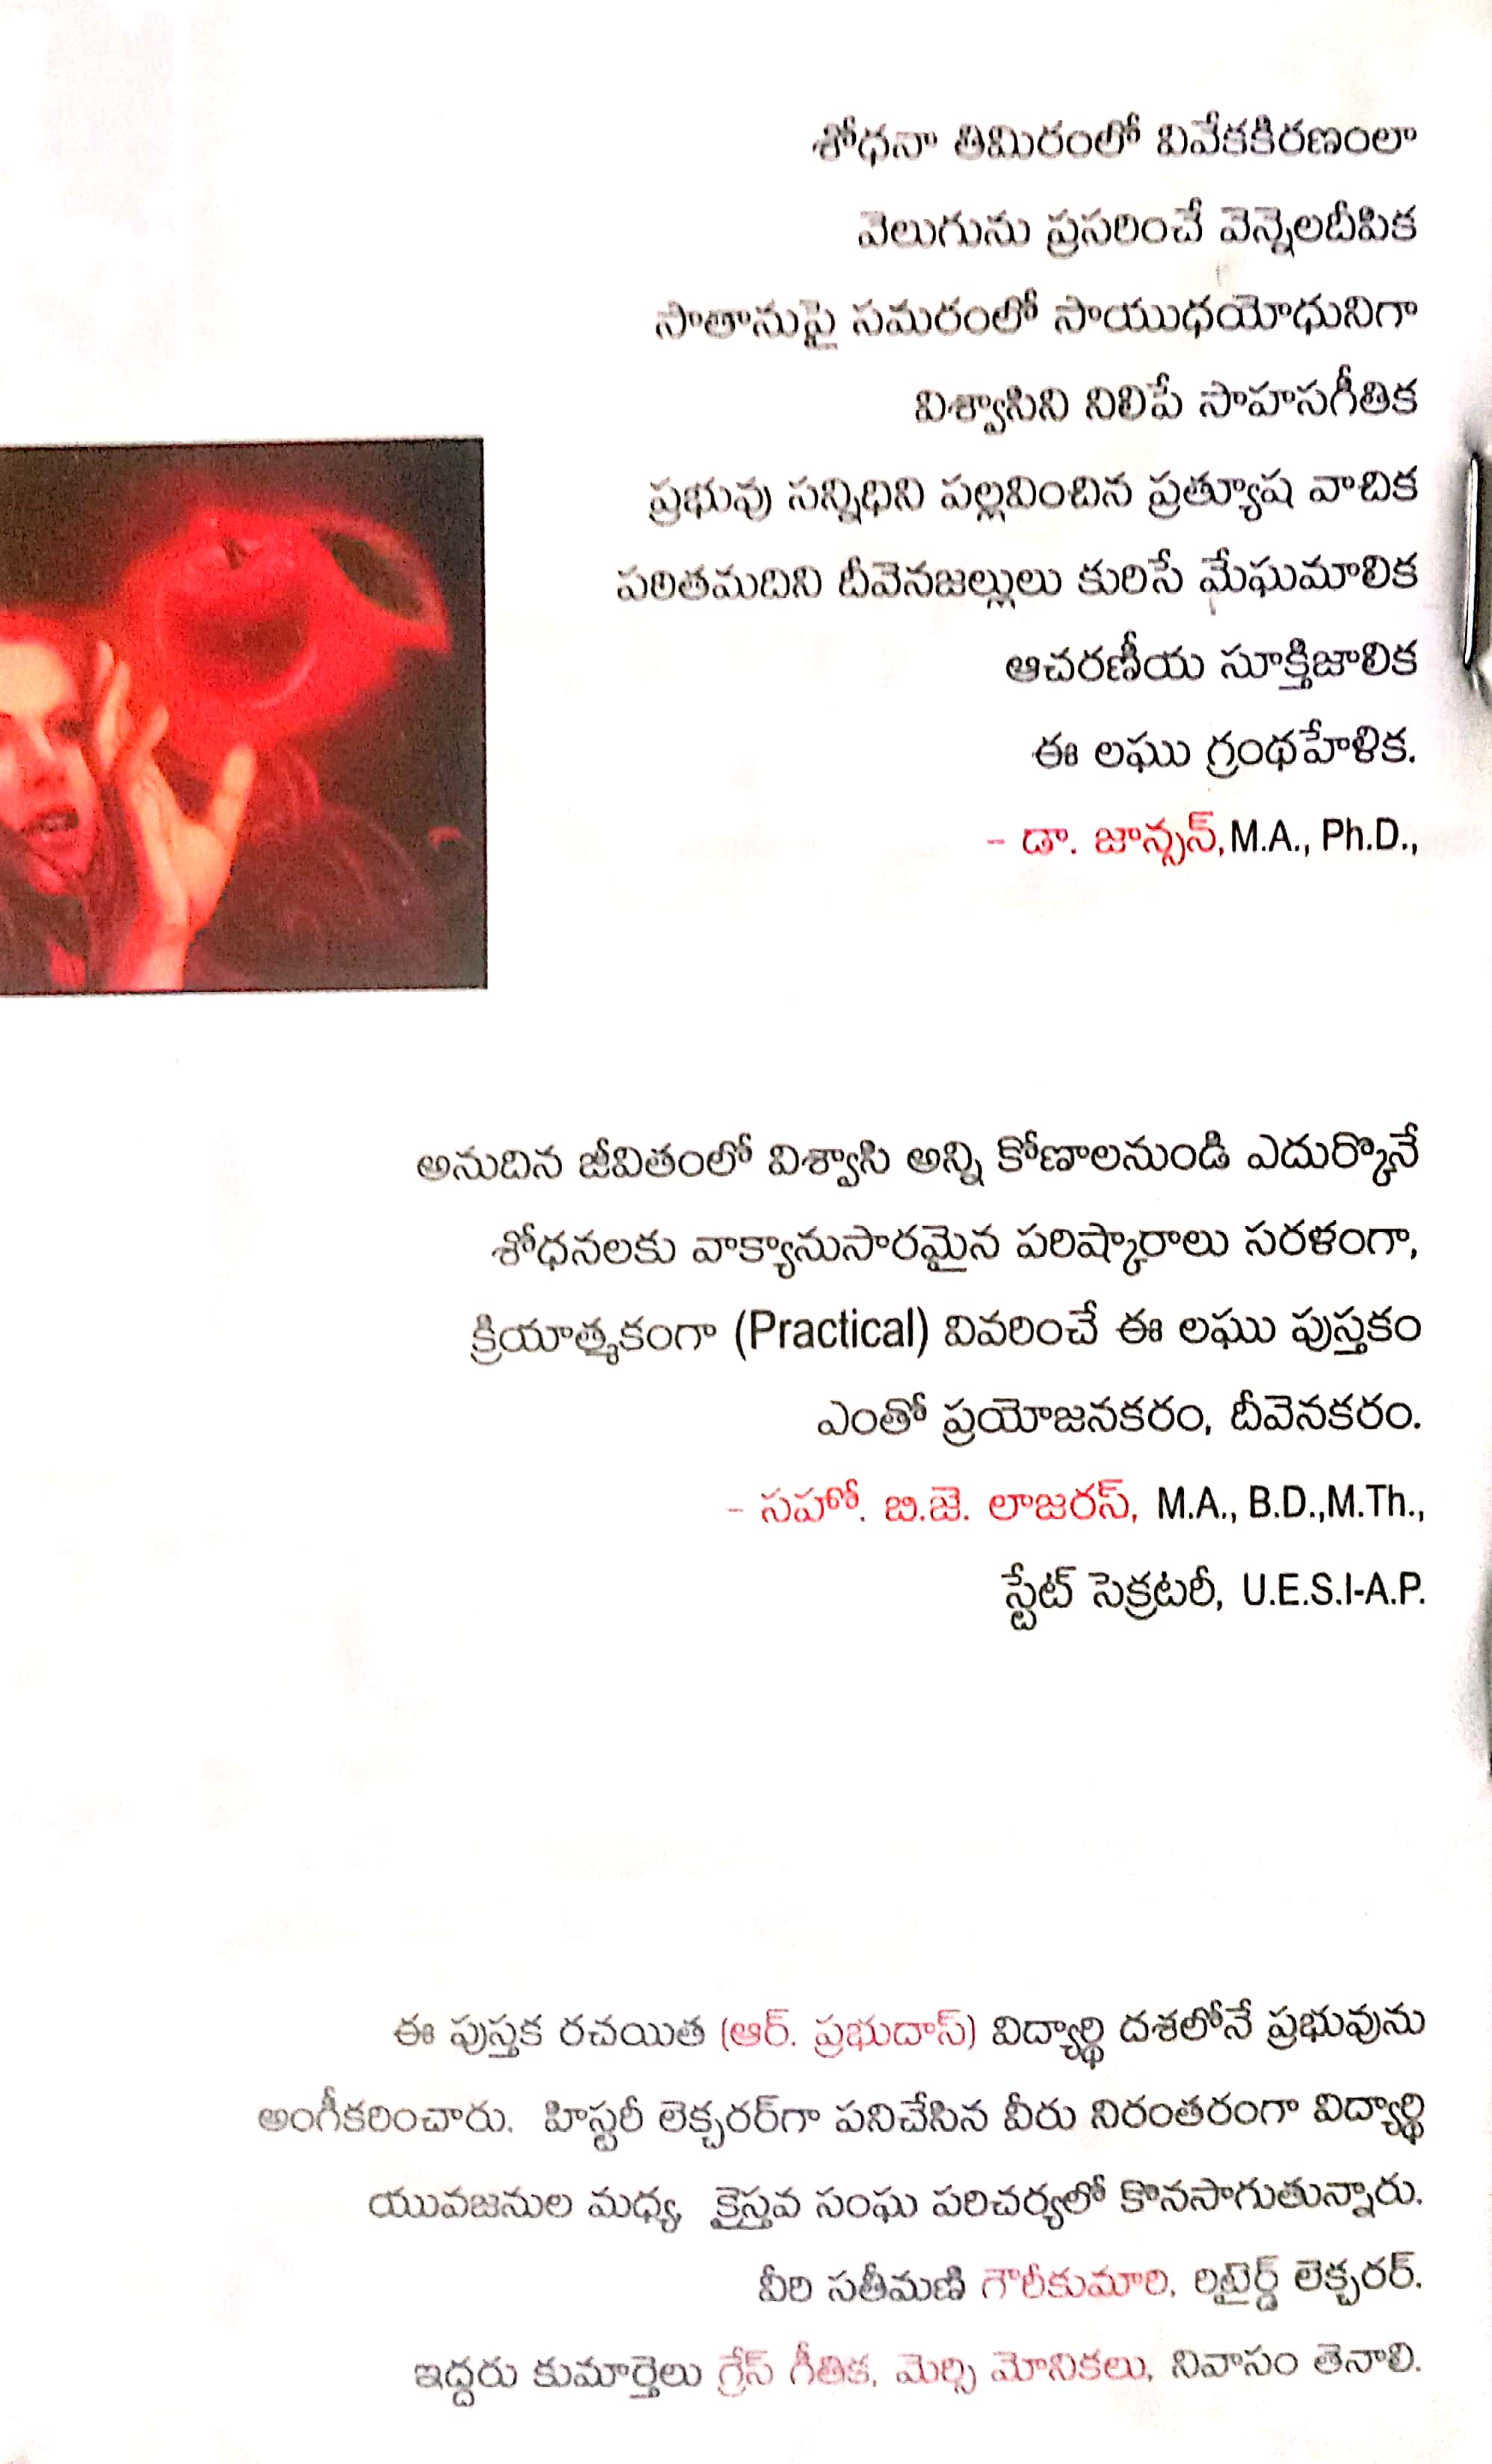 శోధనా తిమిరంలో వివేకకిరణంలా
వెలుగును ప్రసరించే వెన్నెలదీపిక
సాతానుపై సమరంలో సాయుధయోధునిగా
విశ్వాసిని నిలిపే సాహసగీతిక
ప్రభువు సన్నిధిని పల్లవించిన ప్రత్యూష వాచిక
పఠితమదిని దీవెనజల్లులు కురిసే మేఘమాలిక
ఆచరణీయ సూక్తిజాలిక
ఈ లఘు గ్రంథహేళిక.
- డా. జాన్సన్, M.A., Ph.D.,
అనుదిన జీవితంలో విశ్వాసి అన్ని కోణాలనుండి ఎదుర్కొనే
శోధనలకు వాక్యానుసారమైన పరిష్కారాలు సరళంగా,
క్రియాత్మకంగా (Practical) వివరించే ఈ లఘు పుస్తకం
ఎంతో ప్రయోజనకరం, దీవెనకరం.
- సహో. బి.జె. లాజరస్, M.A., B.D.,M.Th.,
స్టేట్ సెక్రటరీ, U.E.S.I-A.P.
ఈ పుస్తక రచయిత (ఆర్. ప్రభుదాస్) విద్యార్థి దశలోనే ప్రభువును
అంగీకరించారు. హిస్టరీ లెక్చరర్‌గా పనిచేసిన వీరు నిరంతరంగా విద్యార్థి
యువజనుల మధ్య, క్రైస్తవ సంఘ పరిచర్యలో కొనసాగుతున్నారు.
వీరి సతీమణి గౌరీకుమారి, రిటైర్డ్ లెక్చరర్.
ఇద్దరు కుమార్తెలు గ్రేస్ గీతిక, మెర్సి మోనికలు, నివాసం తెనాలి.